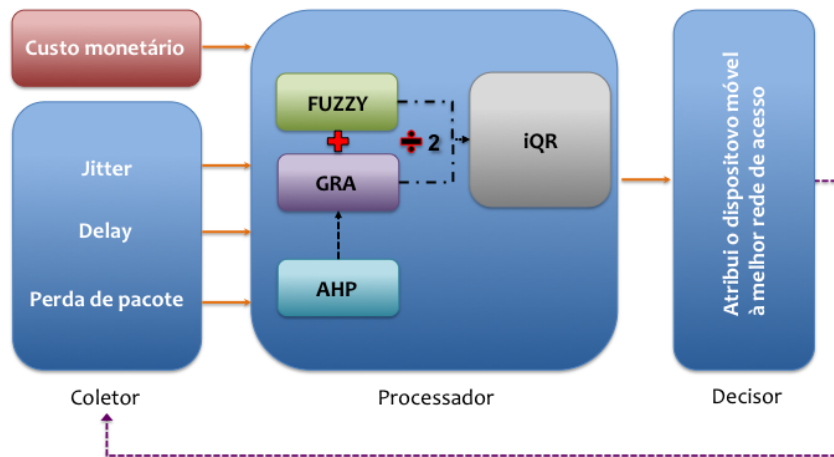 Custo monetário
Jitter
Delay
Perda de pacote
Coletor
FUZZY
÷ 2
GRA
AHP
iQR
Processador
Atribui o dispositovo móvel
à melhor rede de acesso
Decisor